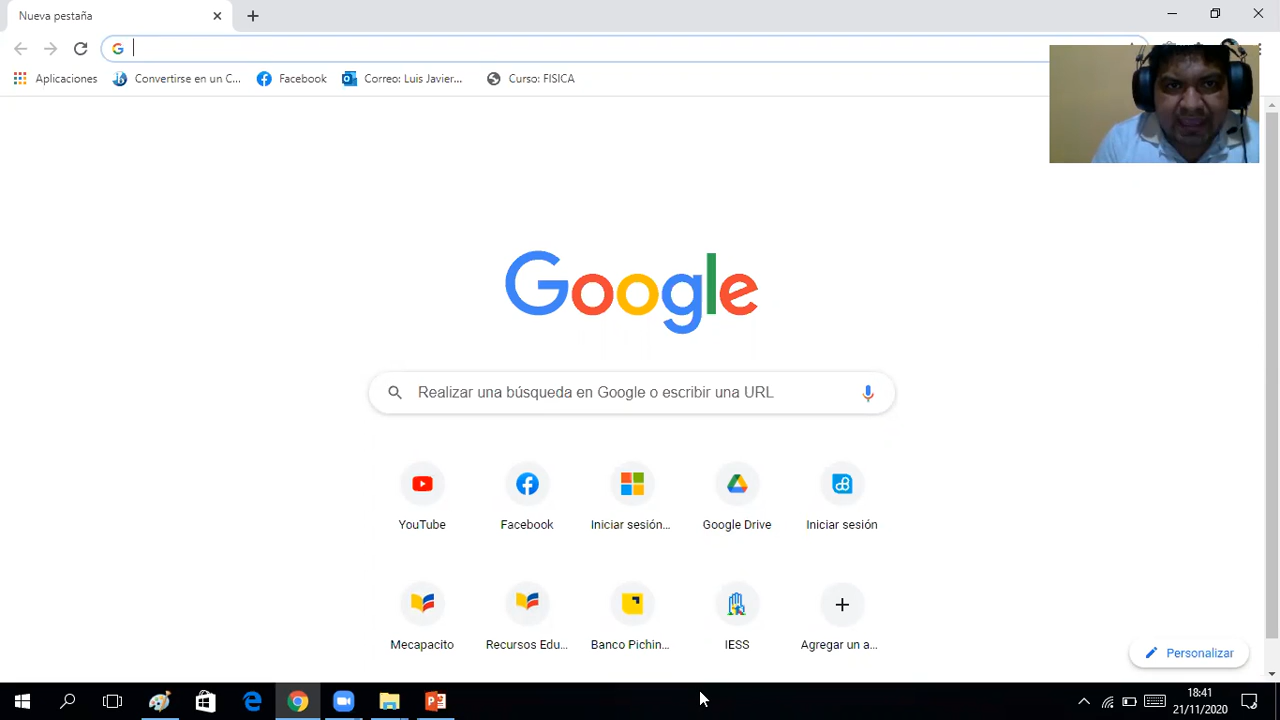 Nueva pestaña
Aplicaciones
Convertirse en un C...
Facebook
Correo: Luis Javier...
Curso: FISICA
Google
Realizar una búsqueda en Google o escribir una URL
YouTube
Facebook
Iniciar sesión...
Google Drive
Iniciar sesión
Mecapacito
Recursos Edu...
Banco Pichin...
IESS
Agregar un a...
Personalizar
18:41
21/11/2020